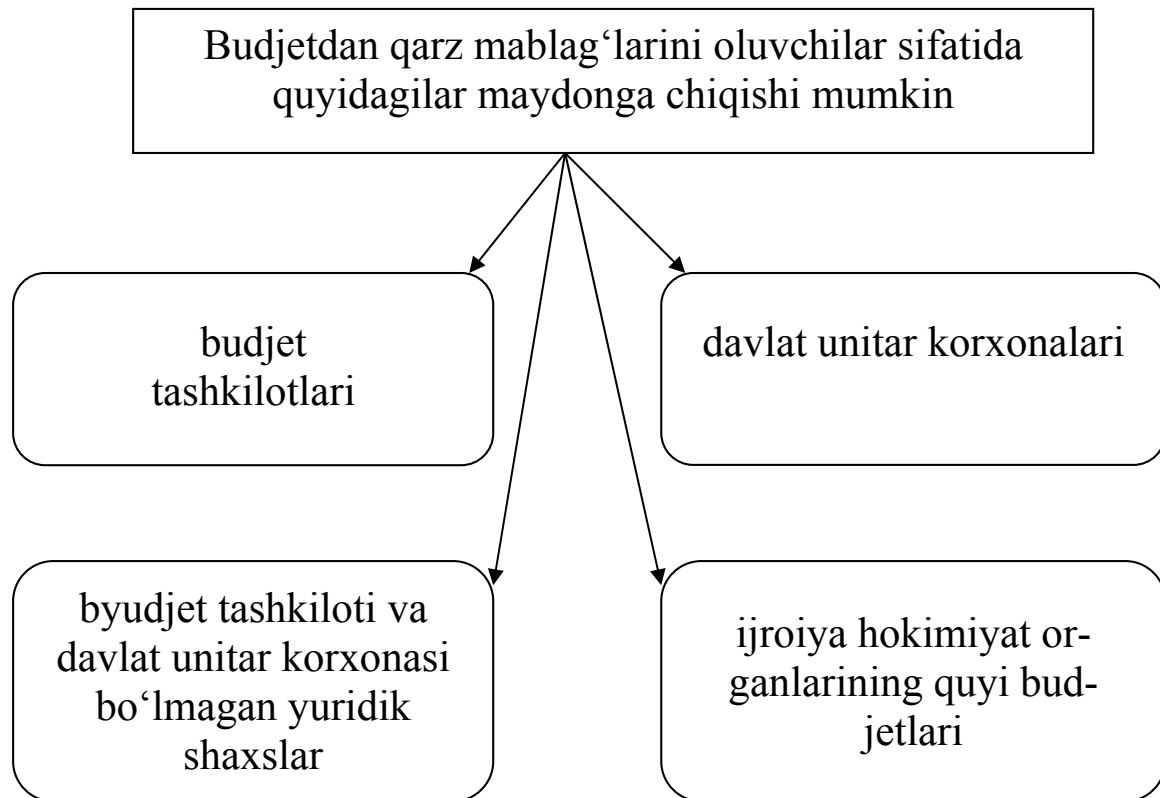 Budjetdan qarz mablag‘larini oluvchilar sifatida
quyidagilar maydonga chiqishi mumkin
budjet
tashkilotlari
davlat unitar korxonalari
byudjet tashkiloti va
davlat unitar korxonasi
bo‘lmagan yuridik
shaxslar
ijroiya hokimiyat or-
ganlarining quyi bud-
jetlari